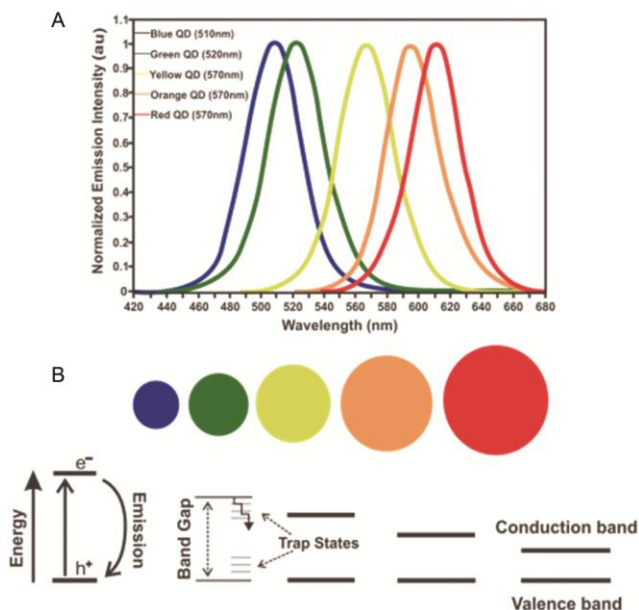 A
Normalized Emission Intensity (au)
1.1
1
0.9
0.8
0.7
0.6
0.5
0.4
0.3
0.2
0.1
0
Blue QD (510nm)
Green QD (520nm)
Yellow QD (570nm)
Orange QD (570nm)
Red QD (570nm)
420 440 460 480 500 520 540 560 580 600 620 640 660 680
Wavelength (nm)
B
Energy
e⁻
h⁺
Emission
Band Gap
Trap States
Conduction band
Valence band